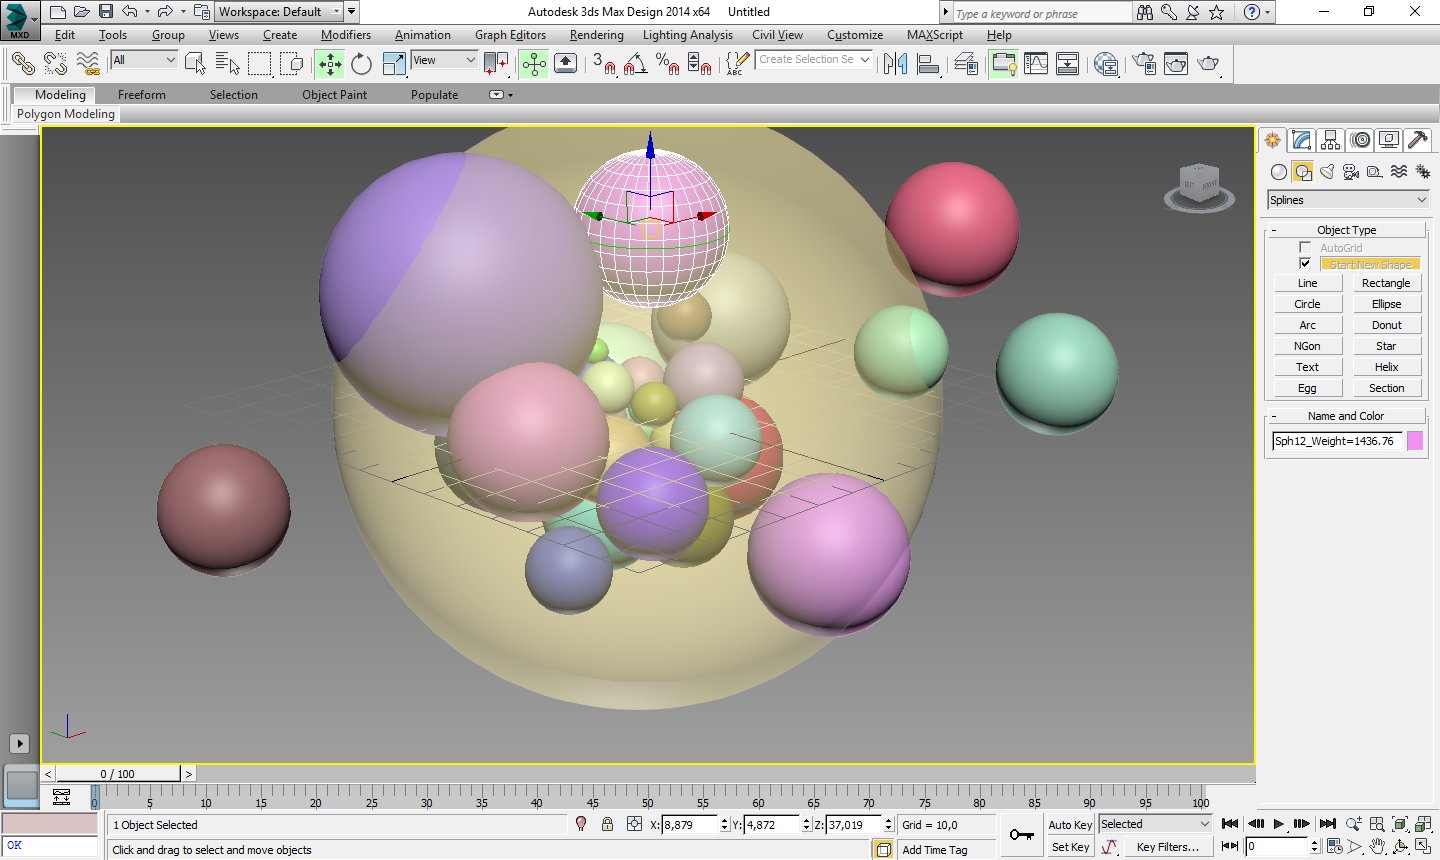 Workspace: Default
Autodesk 3ds Max Design 2014 x64 Untitled
Type a keyword or phrase
MXD
Edit Tools Group Views Create Modifiers Animation Graph Editors Rendering Lighting Analysis Civil View Customize MAXScript Help
All
View
3
%
ABC
Create Selection Se
Modeling Freeform Selection Object Paint Populate
Polygon Modeling
Splines
Object Type
AutoGrid
Start New Shape
Line Rectangle
Circle Ellipse
Arc Donut
NGon Star
Text Helix
Egg Section
Name and Color
Sph12_Weight=1436.76
< 0 / 100 >
0 5 10 15 20 25 30 35 40 45 50 55 60 65 70 75 80 85 90 95 100
1 Object Selected
X: 8,879 Y: 4,872 Z: 37,019
Grid = 10,0
Auto Key
Selected
OK
Click and drag to select and move objects
Add Time Tag
Set Key
Key Filters...
0